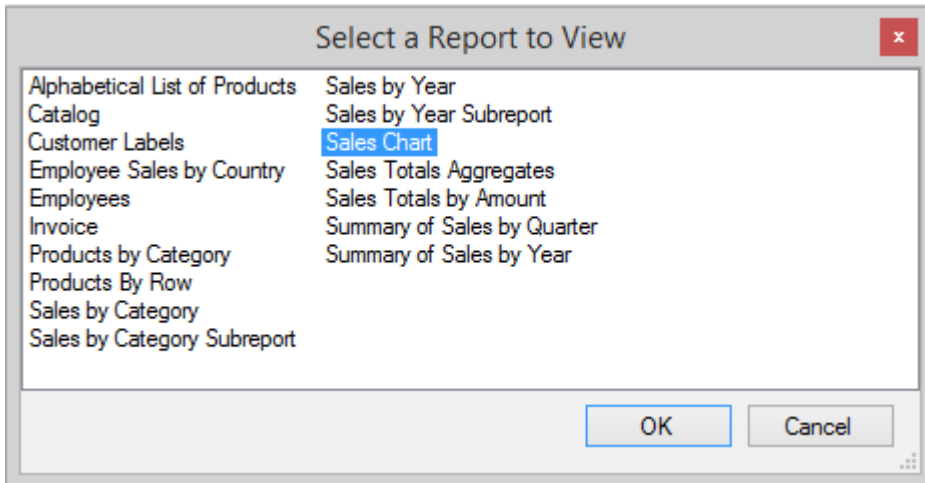 Select a Report to View
x
Alphabetical List of Products
Catalog
Customer Labels
Employee Sales by Country
Employees
Invoice
Products by Category
Products By Row
Sales by Category
Sales by Category Subreport
Sales by Year
Sales by Year Subreport
Sales Chart
Sales Totals Aggregates
Sales Totals by Amount
Summary of Sales by Quarter
Summary of Sales by Year
OK
Cancel